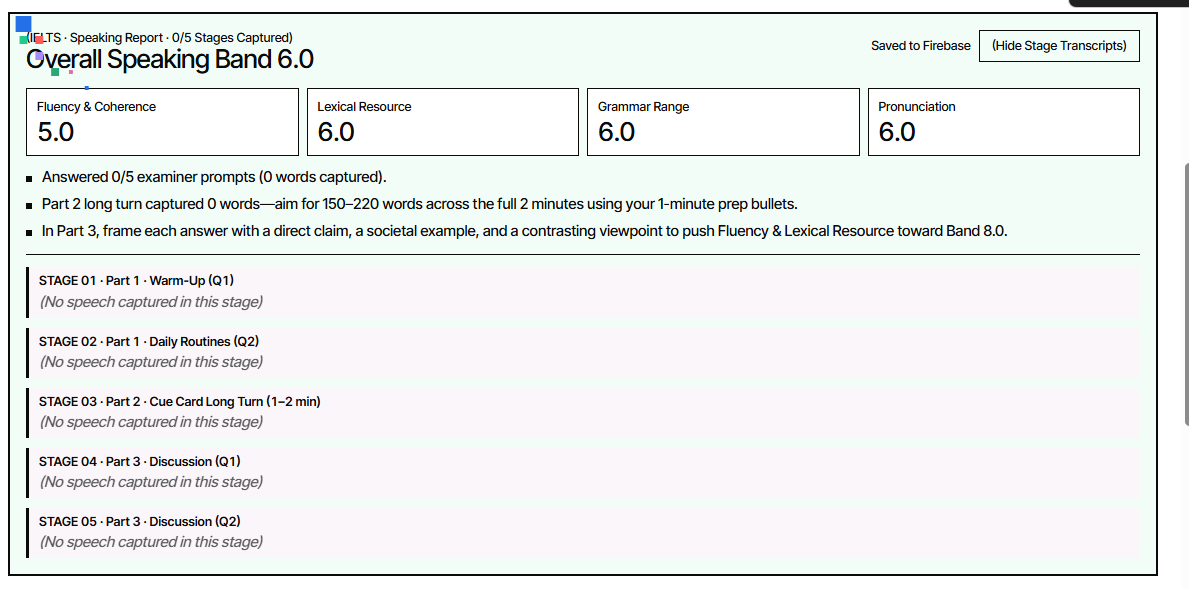 (IELTS · Speaking Report · 0/5 Stages Captured)
Overall Speaking Band 6.0
Saved to Firebase
(Hide Stage Transcripts)
Fluency & Coherence
5.0
Lexical Resource
6.0
Grammar Range
6.0
Pronunciation
6.0
Answered 0/5 examiner prompts (0 words captured).
Part 2 long turn captured 0 words—aim for 150–220 words across the full 2 minutes using your 1-minute prep bullets.
In Part 3, frame each answer with a direct claim, a societal example, and a contrasting viewpoint to push Fluency & Lexical Resource toward Band 8.0.
STAGE 01 · Part 1 · Warm-Up (Q1)
(No speech captured in this stage)
STAGE 02 · Part 1 · Daily Routines (Q2)
(No speech captured in this stage)
STAGE 03 · Part 2 · Cue Card Long Turn (1–2 min)
(No speech captured in this stage)
STAGE 04 · Part 3 · Discussion (Q1)
(No speech captured in this stage)
STAGE 05 · Part 3 · Discussion (Q2)
(No speech captured in this stage)